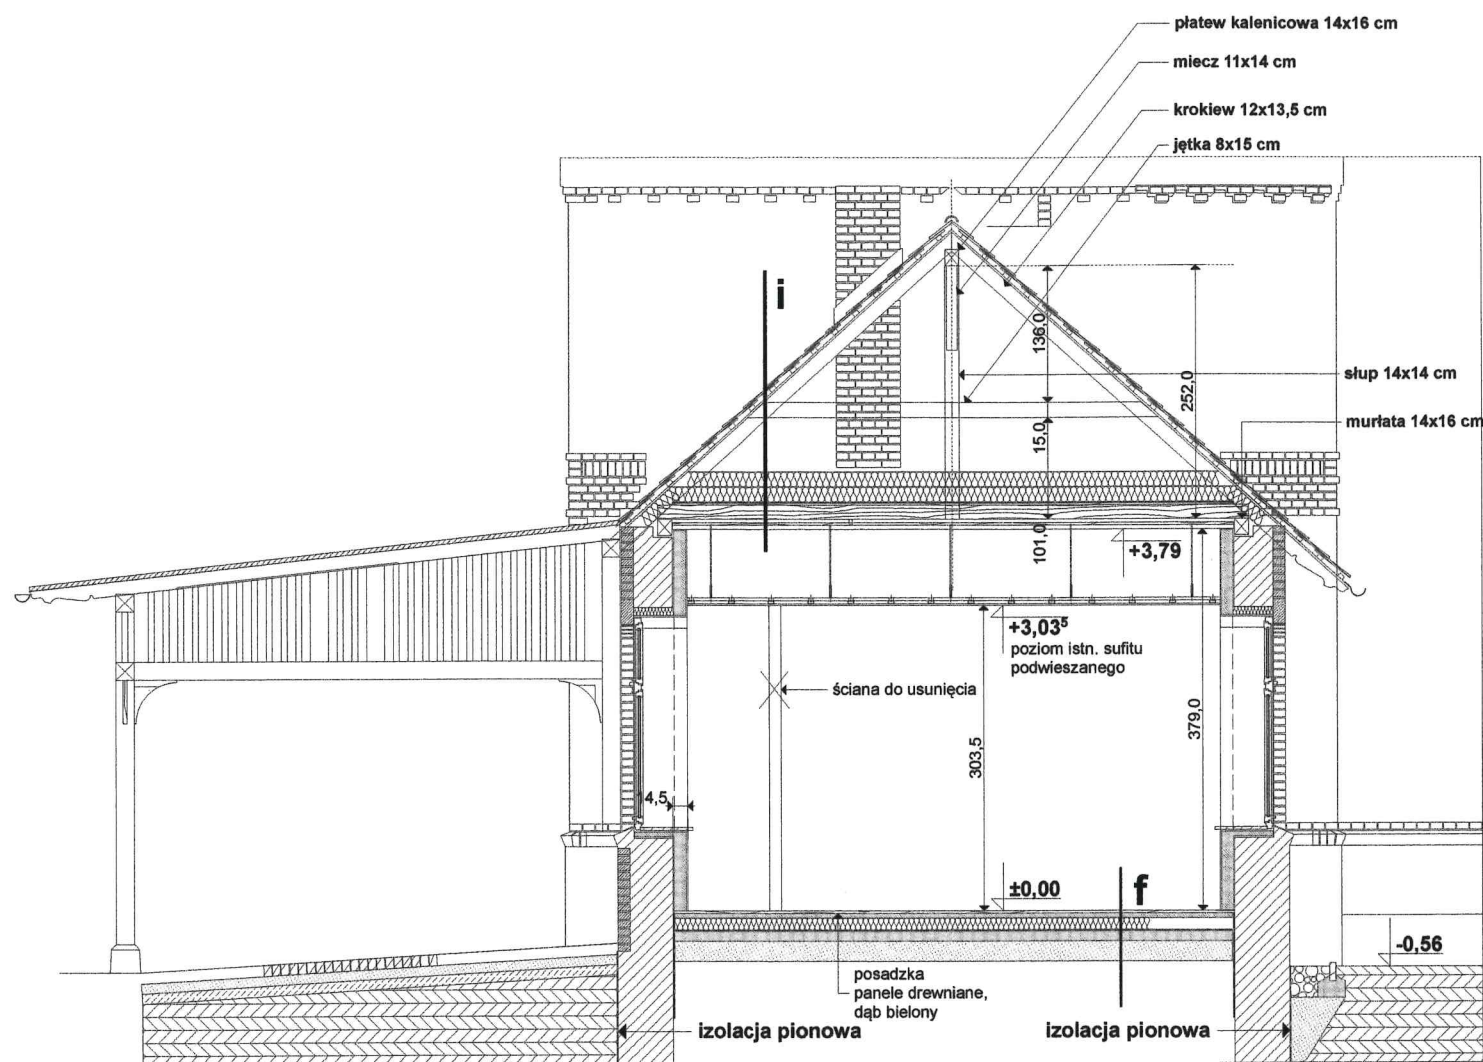 płatew kalenicowa 14x16 cm
miecz 11x14 cm
krokiew 12x13,5 cm
jętka 8x15 cm
i
136,0
252,0
słup 14x14 cm
murłata 14x16 cm
15,0
101,0
+3,79
+3,03⁵
poziom istn. sufitu
podwieszanego
ściana do usunięcia
303,5
379,0
14,5
±0,00
f
-0,56
posadzka
panele drewniane,
dąb bielony
izolacja pionowa
izolacja pionowa